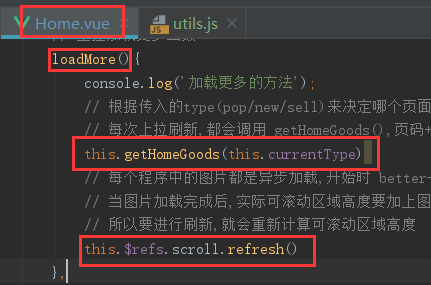 Home.vue
utils.js
loadMore(){
console.log('加载更多的方法');
// 根据传入的type(pop/new/sell)来决定哪个页面
// 每次上拉刷新,都会调用 getHomeGoods(),页码+
this.getHomeGoods(this.currentType)
// 每个程序中的图片都是异步加载,开始时 better-
// 当图片加载完成后,实际可滚动区域高度要加上图
// 所以要进行刷新,就会重新计算可滚动区域高度
this.$refs.scroll.refresh()
},